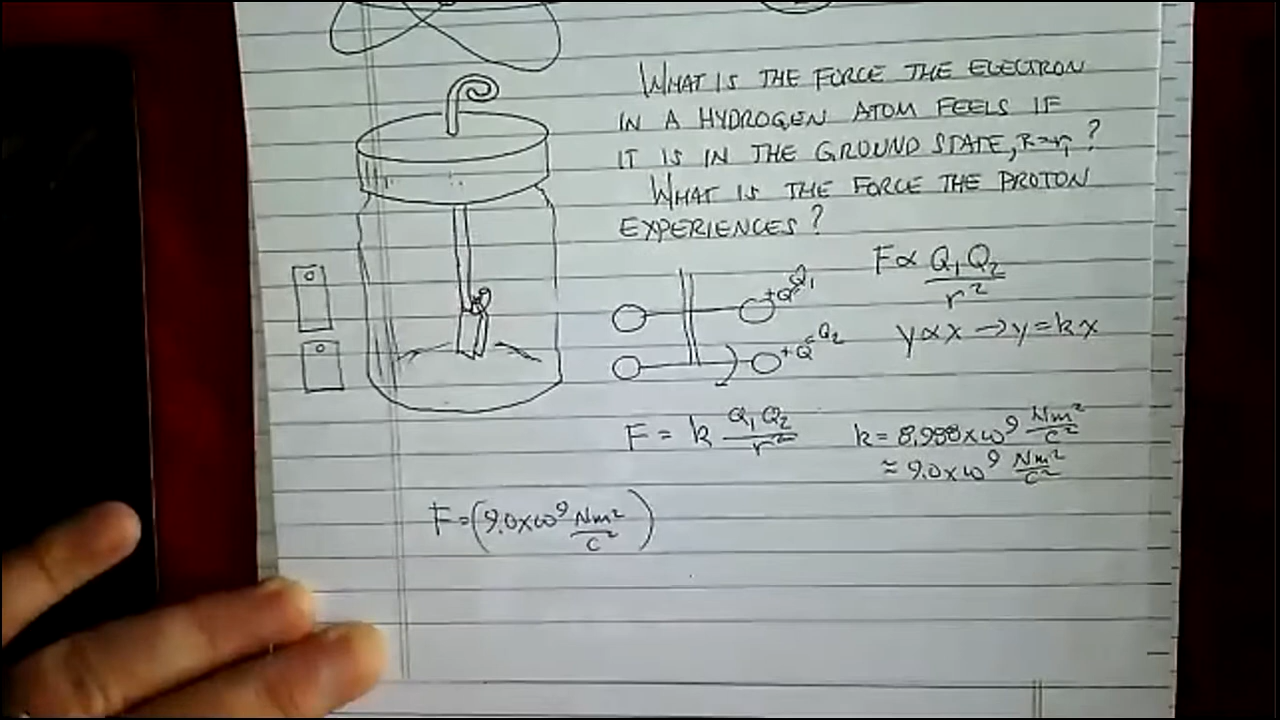 WHAT IS THE FORCE THE ELECTRON
IN A HYDROGEN ATOM FEELS IF
IT IS IN THE GROUND STATE, R=r₁?
WHAT IS THE FORCE THE PROTON
EXPERIENCES?
F ∝ Q₁Q₂/r²
+Q=Q₁
+Q=Q₂
y∝x → y=kx
F = k Q₁Q₂/r²
k = 8.988×10⁹ Nm²/C²
≈ 9.0×10⁹ Nm²/C²
F=(9.0×10⁹ Nm²/C²)